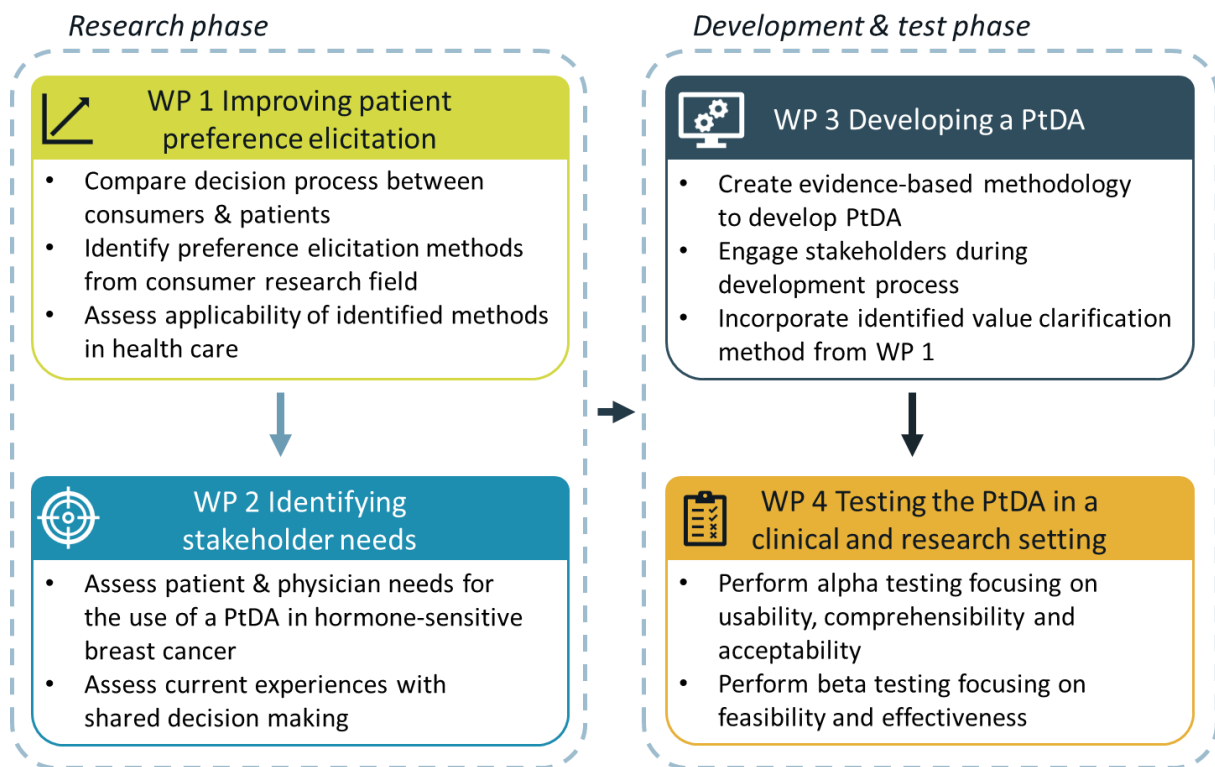 Research phase
WP 1 Improving patient
preference elicitation
• Compare decision process between
consumers & patients
• Identify preference elicitation methods
from consumer research field
• Assess applicability of identified methods
in health care
WP 2 Identifying
stakeholder needs
• Assess patient & physician needs for
the use of a PtDA in hormone-sensitive
breast cancer
• Assess current experiences with
shared decision making
Development & test phase
WP 3 Developing a PtDA
• Create evidence-based methodology
to develop PtDA
• Engage stakeholders during
development process
• Incorporate identified value clarification
method from WP 1
WP 4 Testing the PtDA in a
clinical and research setting
• Perform alpha testing focusing on
usability, comprehensibility and
acceptability
• Perform beta testing focusing on
feasibility and effectiveness